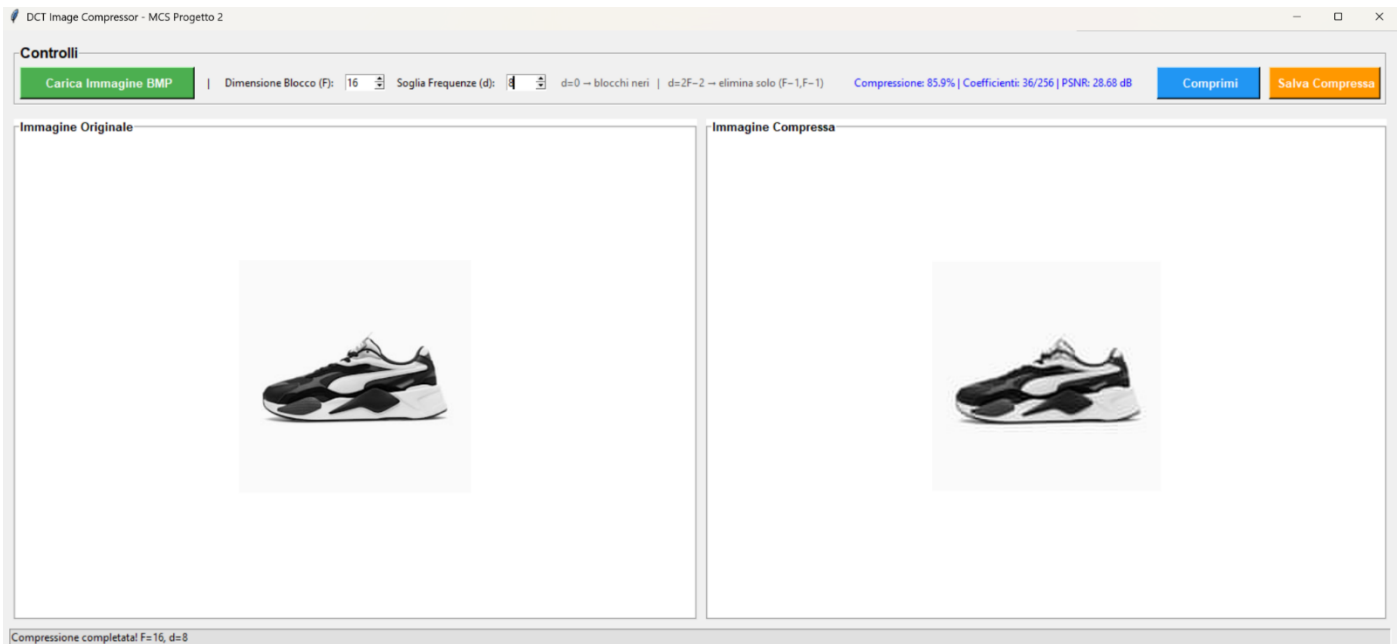 DCT Image Compressor - MCS Progetto 2
Controlli
Carica Immagine BMP | Dimensione Blocco (F): 16 Soglia Frequenze (d): 8 d=0 → blocchi neri | d=2F−2 → elimina solo (F−1,F−1) Compressione: 85.9% | Coefficienti: 36/256 | PSNR: 28.68 dB Comprimi Salva Compressa
Immagine Originale Immagine Compressa
Compressione completata! F=16, d=8